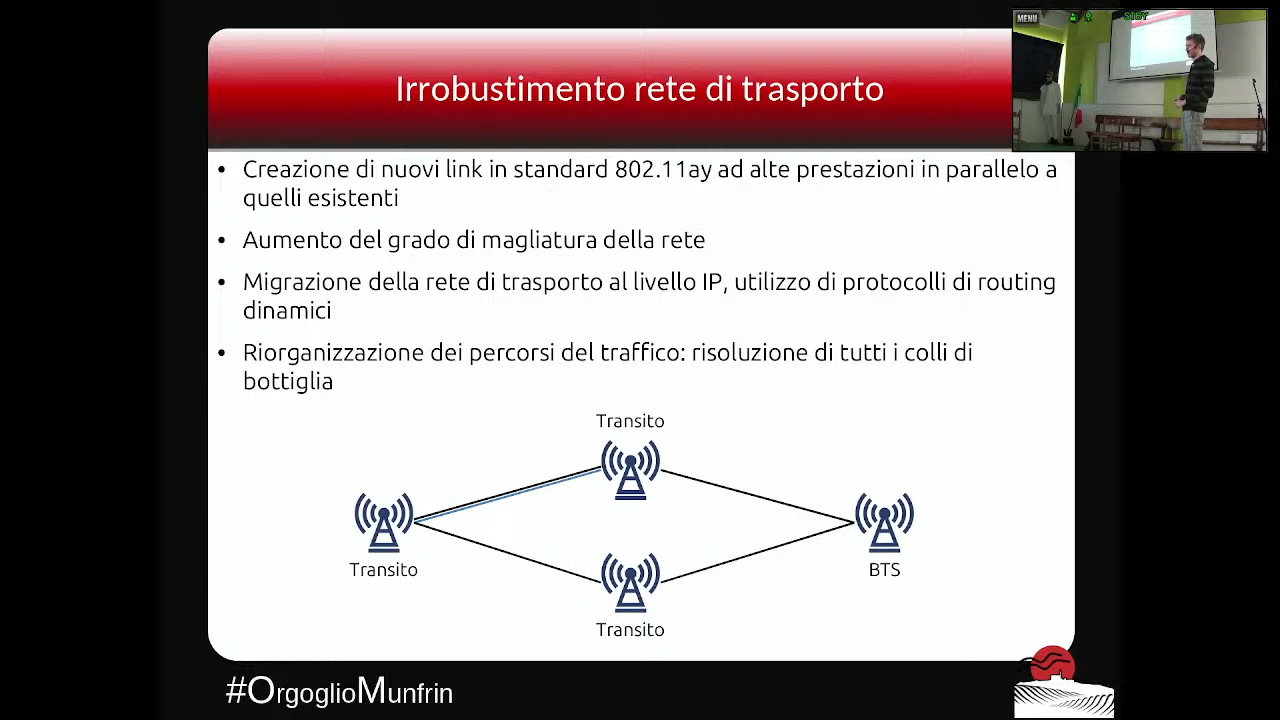 Irrobustimento rete di trasporto
MENU
STBY
• Creazione di nuovi link in standard 802.11ay ad alte prestazioni in parallelo a
quelli esistenti
• Aumento del grado di magliatura della rete
• Migrazione della rete di trasporto al livello IP, utilizzo di protocolli di routing
dinamici
• Riorganizzazione dei percorsi del traffico: risoluzione di tutti i colli di
bottiglia
Transito
Transito
BTS
Transito
#OrgoglioMunfrin